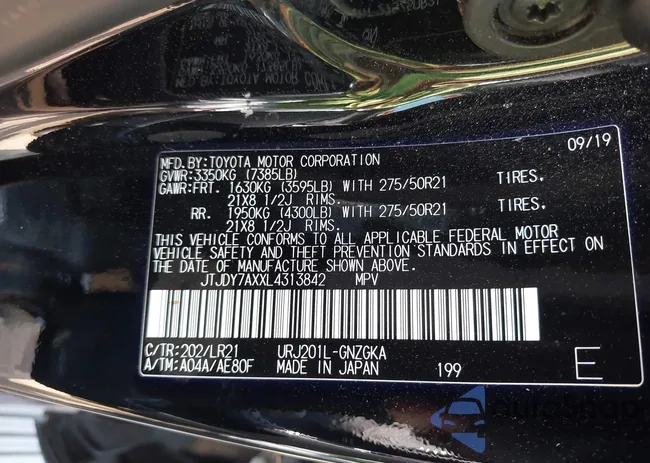 09/19
MFD.BY:TOYOTA MOTOR CORPORATION
GVWR:3350KG (7385LB)
GAWR:FRT. 1630KG (3595LB) WITH 275/50R21 TIRES.
21X8 1/2J RIMS.
RR. 1950KG (4300LB) WITH 275/50R21 TIRES.
21X8 1/2J RIMS.
THIS VEHICLE CONFORMS TO ALL APPLICABLE FEDERAL MOTOR
VEHICLE SAFETY AND THEFT PREVENTION STANDARDS IN EFFECT ON
THE DATE OF MANUFACTURE SHOWN ABOVE.
JTJDY7AXXL4313842 MPV
C/TR:202/LR21 URJ201L-GNZGKA
A/TM:A04A/AE80F MADE IN JAPAN 199 E